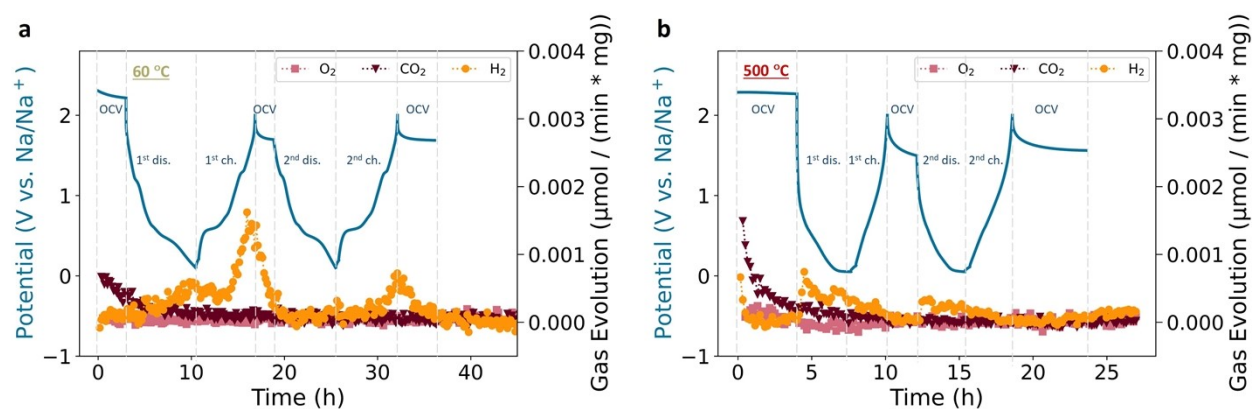 a
60 °C
O₂
CO₂
H₂
OCV
OCV
OCV
1st dis.
1st ch.
2nd dis.
2nd ch.
Potential (V vs. Na/Na⁺)
2
1
0
−1
0
10
20
30
40
Time (h)
0.004
0.003
0.002
0.001
0.000
Gas Evolution (μmol / (min * mg))
b
500 °C
O₂
CO₂
H₂
OCV
OCV
OCV
1st dis.
1st ch.
2nd dis.
2nd ch.
Potential (V vs. Na/Na⁺)
2
1
0
−1
0
5
10
15
20
25
Time (h)
0.004
0.003
0.002
0.001
0.000
Gas Evolution (μmol / (min * mg))